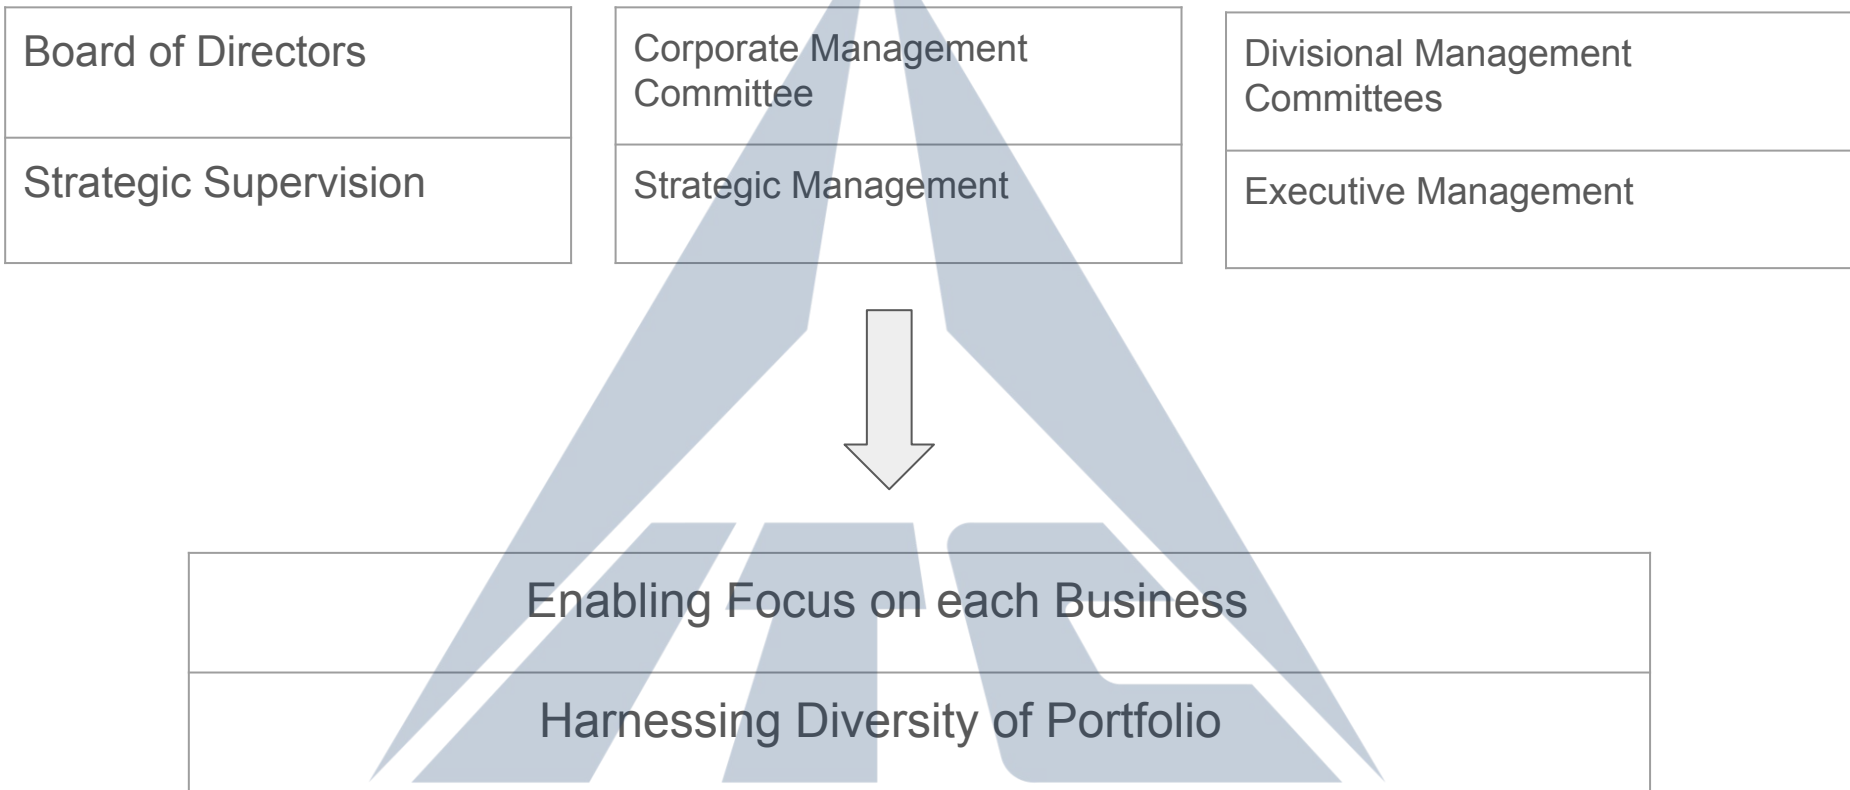 Board of Directors
Strategic Supervision
Corporate Management
Committee
Strategic Management
Divisional Management
Committees
Executive Management
Enabling Focus on each Business
Harnessing Diversity of Portfolio
ITC